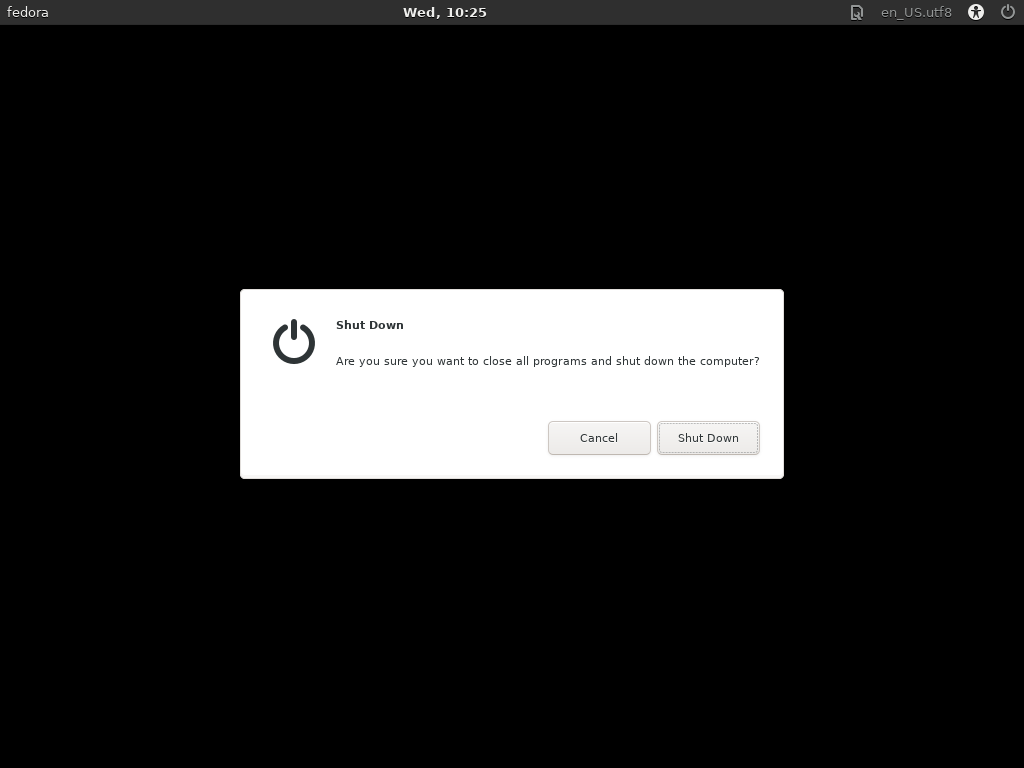 fedora Wed, 10:25 en_US.utf8
Shut Down
Are you sure you want to close all programs and shut down the computer?
Cancel Shut Down